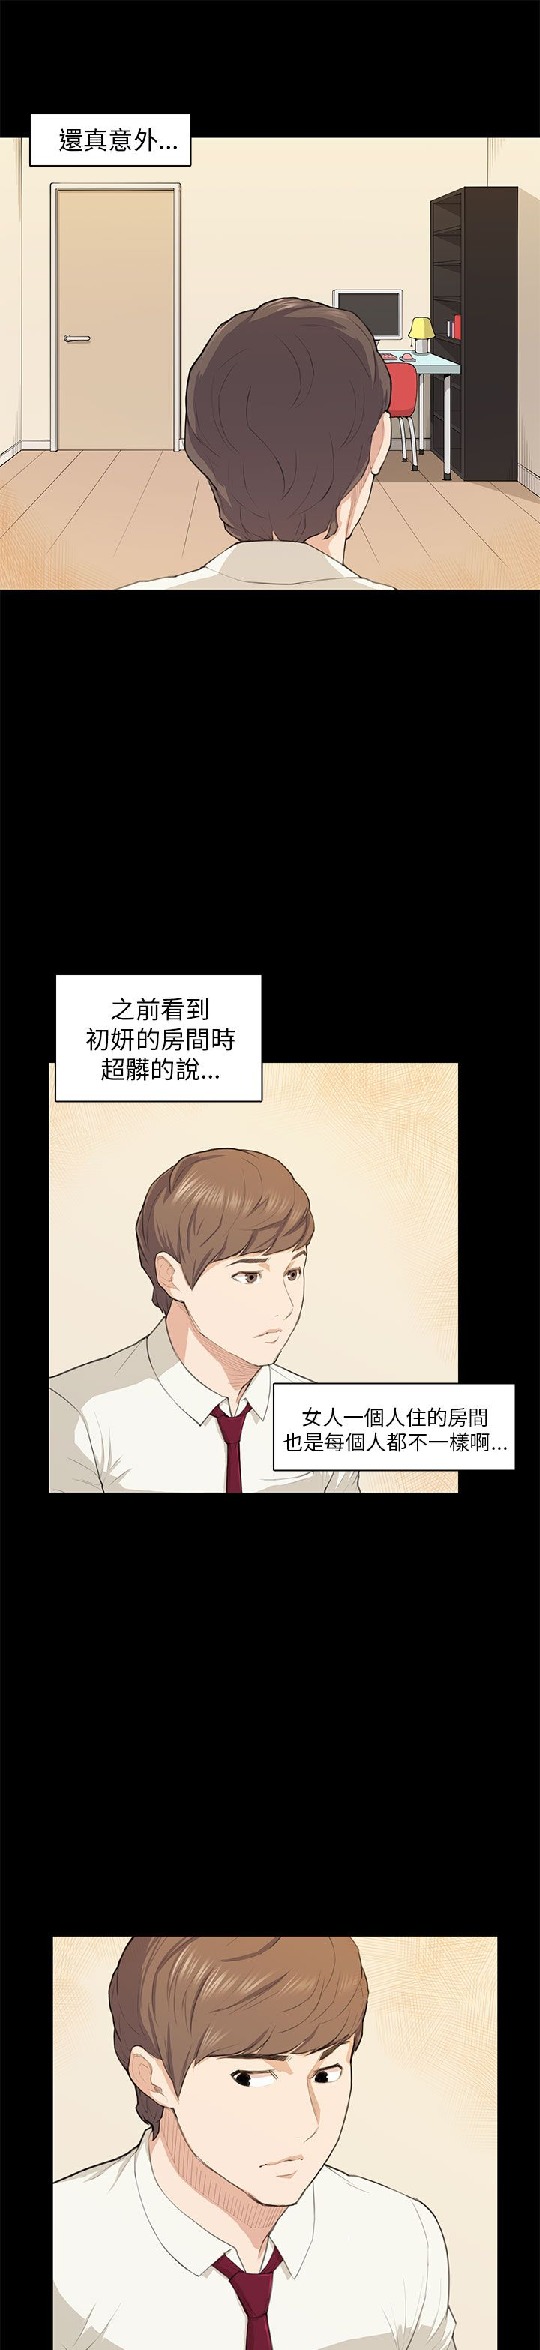 還真意外...
之前看到
初妍的房間時
超髒的說...
女人一個人住的房間
也是每個人都不一樣啊...